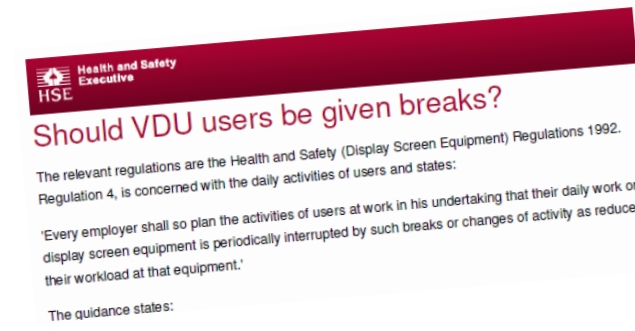 Health and Safety
Executive
HSE
Should VDU users be given breaks?
The relevant regulations are the Health and Safety (Display Screen Equipment) Regulations 1992.
Regulation 4, is concerned with the daily activities of users and states:
'Every employer shall so plan the activities of users at work in his undertaking that their daily work on
display screen equipment is periodically interrupted by such breaks or changes of activity as reduce
their workload at that equipment.'
The guidance states: